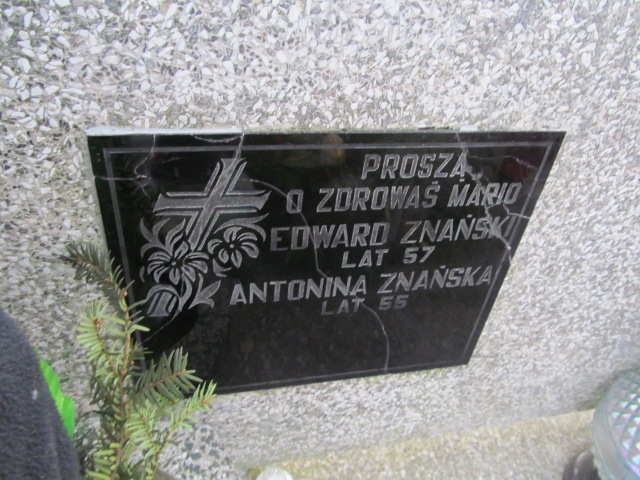 PROSZĄ
O ZDROWAŚ MARIO
EDWARD ZNAŃSKI
LAT 57
ANTONINA ZNAŃSKA
LAT 55